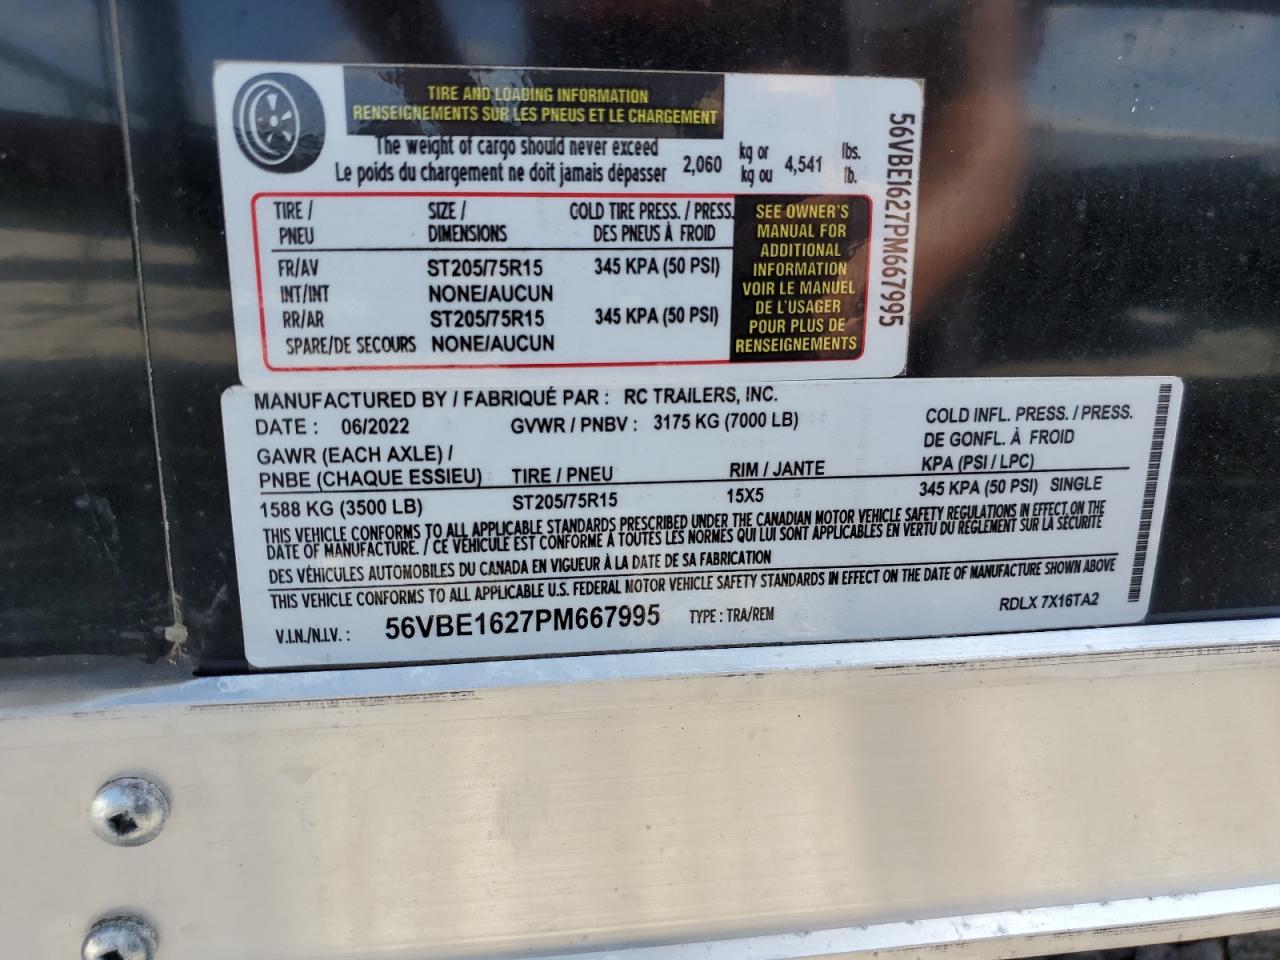 TIRE AND LOADING INFORMATION
RENSEIGNEMENTS SUR LES PNEUS ET LE CHARGEMENT
The weight of cargo should never exceed
Le poids du chargement ne doit jamais dépasser 2,060 kg or kg ou 4,541 lbs. lb.
TIRE / SIZE / COLD TIRE PRESS. / PRESS.
PNEU DIMENSIONS DES PNEUS À FROID
FR/AV ST205/75R15 345 KPA (50 PSI)
INT/INT NONE/AUCUN
RR/AR ST205/75R15 345 KPA (50 PSI)
SPARE/DE SECOURS NONE/AUCUN
SEE OWNER'S
MANUAL FOR
ADDITIONAL
INFORMATION
VOIR LE MANUEL
DE L'USAGER
POUR PLUS DE
RENSEIGNEMENTS
56VBE1627PM667995
MANUFACTURED BY / FABRIQUÉ PAR : RC TRAILERS, INC.
DATE : 06/2022 GVWR / PNBV : 3175 KG (7000 LB)
COLD INFL. PRESS. / PRESS.
DE GONFL. À FROID
KPA (PSI / LPC)
GAWR (EACH AXLE) /
PNBE (CHAQUE ESSIEU) TIRE / PNEU RIM / JANTE
1588 KG (3500 LB) ST205/75R15 15X5 345 KPA (50 PSI) SINGLE
THIS VEHICLE CONFORMS TO ALL APPLICABLE STANDARDS PRESCRIBED UNDER THE CANADIAN MOTOR VEHICLE SAFETY REGULATIONS IN EFFECT ON THE
DATE OF MANUFACTURE. / CE VÉHICULE EST CONFORME À TOUTES LES NORMES QUI LUI SONT APPLICABLES EN VERTU DU RÈGLEMENT SUR LA SÉCURITÉ
DES VÉHICULES AUTOMOBILES DU CANADA EN VIGUEUR À LA DATE DE SA FABRICATION
THIS VEHICLE CONFORMS TO ALL APPLICABLE U.S. FEDERAL MOTOR VEHICLE SAFETY STANDARDS IN EFFECT ON THE DATE OF MANUFACTURE SHOWN ABOVE
V.I.N./N.I.V. : 56VBE1627PM667995 TYPE : TRA/REM RDLX 7X16TA2